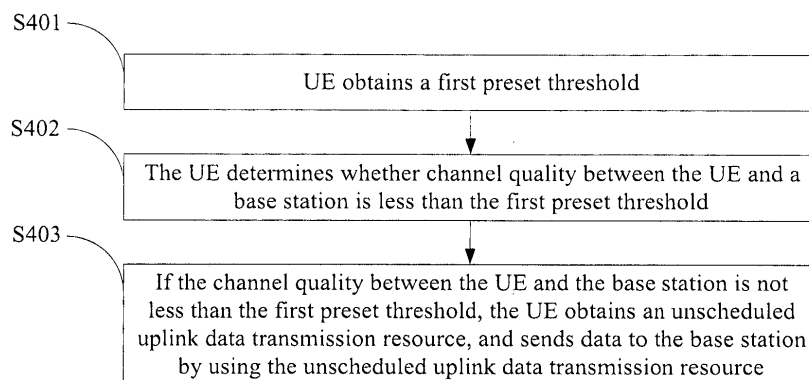 S401
UE obtains a first preset threshold
S402
The UE determines whether channel quality between the UE and a
base station is less than the first preset threshold
S403
If the channel quality between the UE and the base station is not
less than the first preset threshold, the UE obtains an unscheduled
uplink data transmission resource, and sends data to the base station
by using the unscheduled uplink data transmission resource